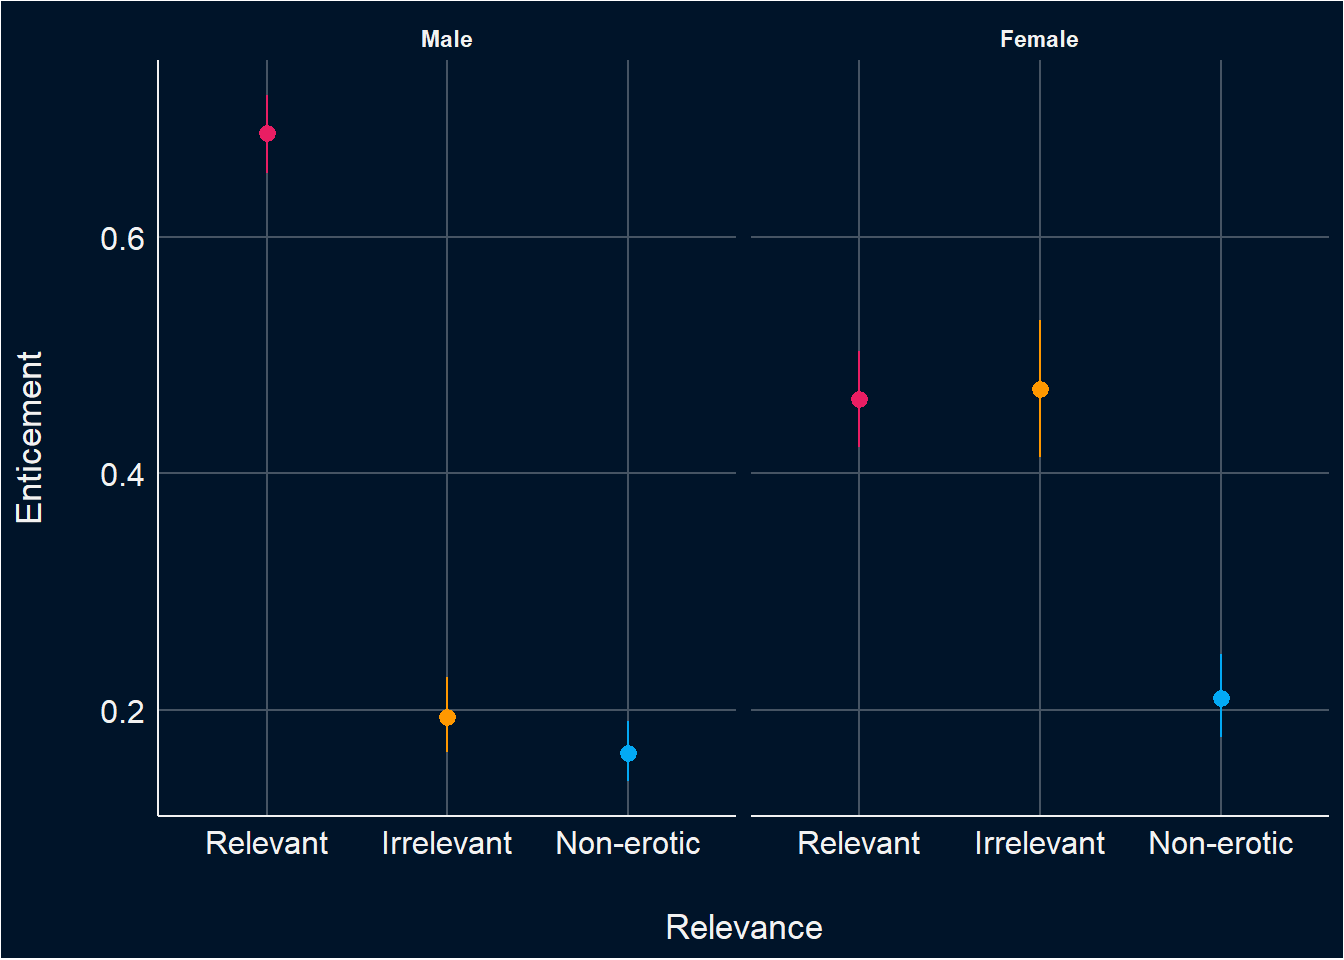 Male
Female
Enticement
0.6
0.4
0.2
Relevant
Irrelevant
Non-erotic
Relevant
Irrelevant
Non-erotic
Relevance